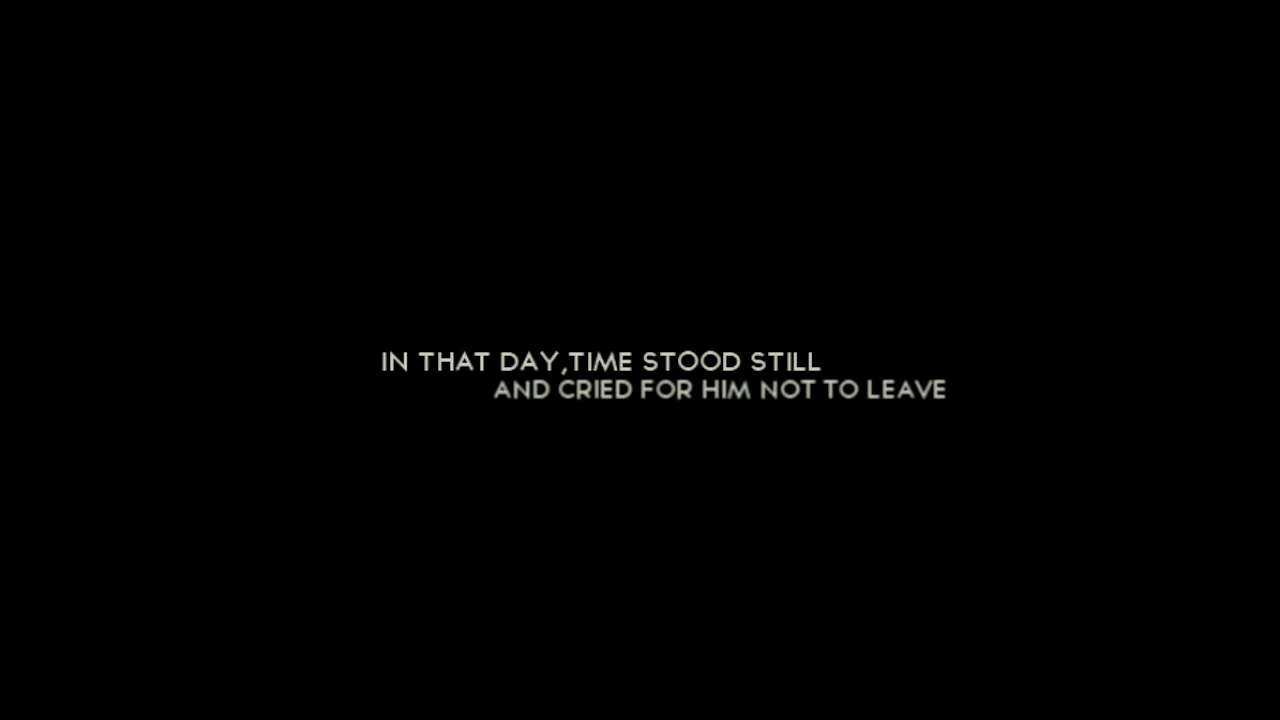 IN THAT DAY,TIME STOOD STILL
AND CRIED FOR HIM NOT TO LEAVE